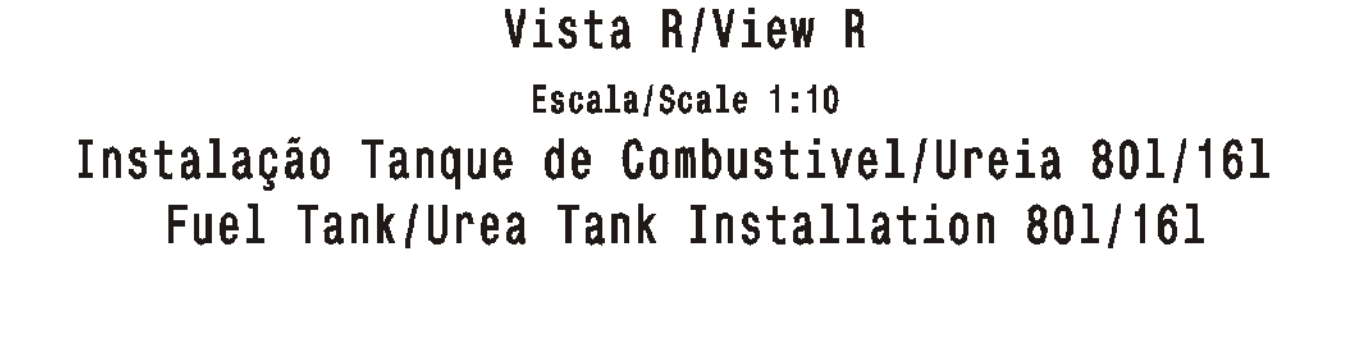 Vista R/View R
Escala/Scale 1:10
Instalação Tanque de Combustivel/Ureia 80l/16l
Fuel Tank/Urea Tank Installation 80l/16l